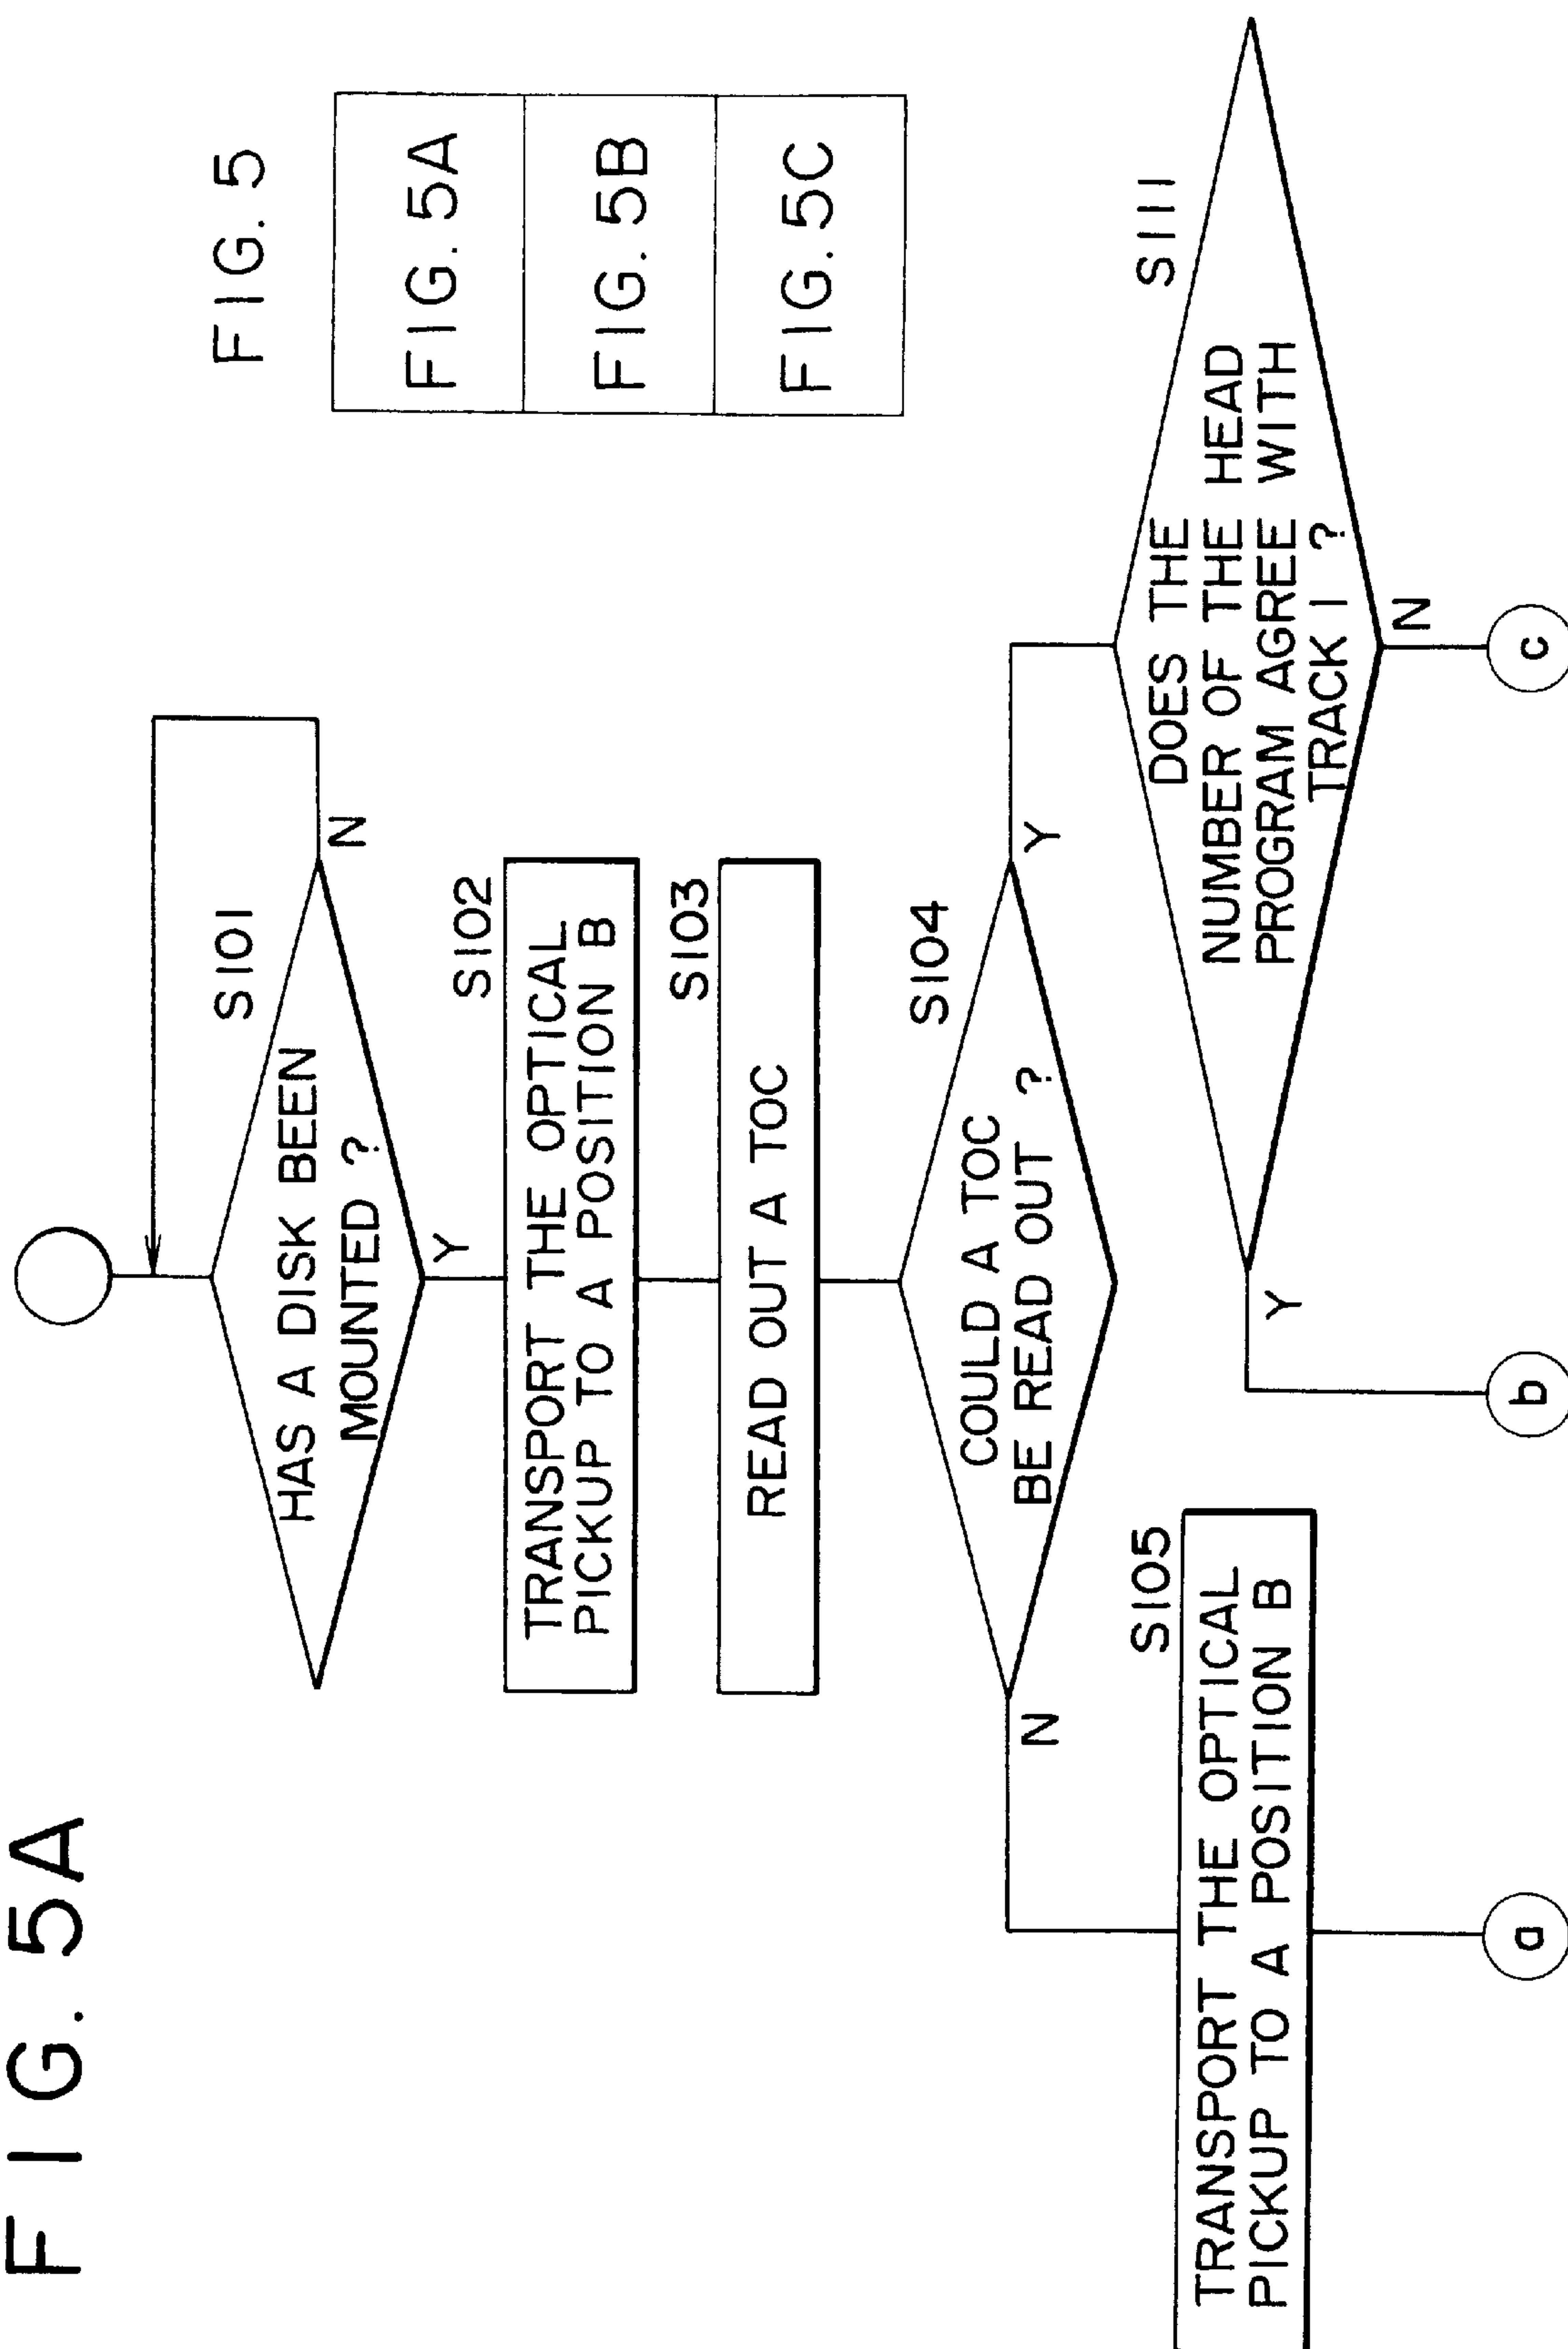 FIG. 5A
FIG. 5
FIG. 5A
FIG. 5B
FIG. 5C
S101
HAS A DISK BEEN
MOUNTED ?
N
Y
S102
TRANSPORT THE OPTICAL
PICKUP TO A POSITION B
S103
READ OUT A TOC
S104
COULD A TOC
BE READ OUT ?
N
Y
S105
TRANSPORT THE OPTICAL
PICKUP TO A POSITION B
S111
DOES THE
NUMBER OF THE HEAD
PROGRAM AGREE WITH
TRACK 1 ?
Y
N
a
b
c